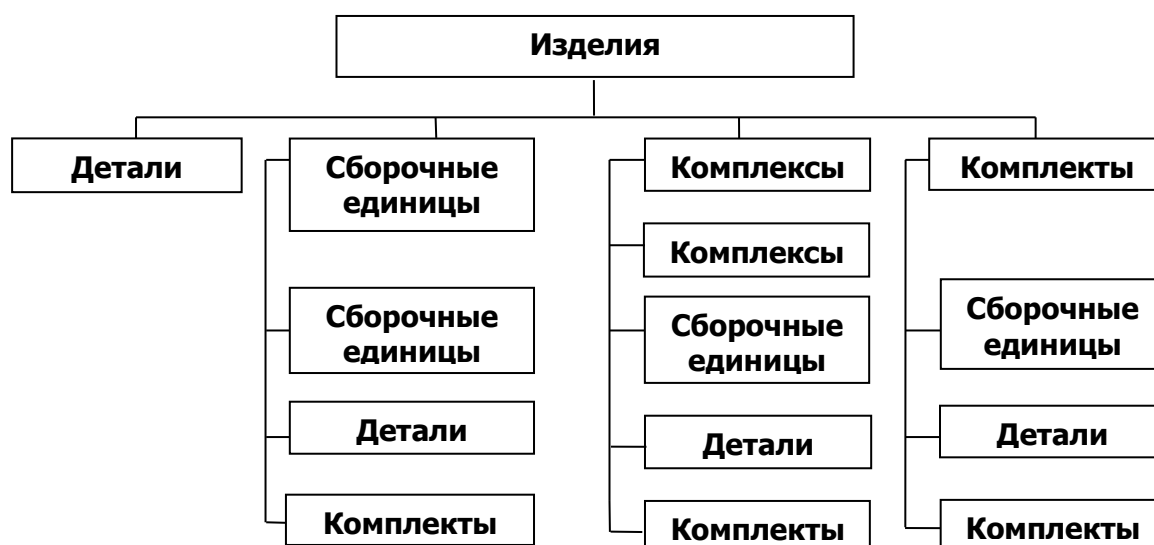 Изделия
Детали
Сборочные
единицы
Комплексы
Комплекты
Комплексы
Сборочные
единицы
Сборочные
единицы
Сборочные
единицы
Детали
Детали
Детали
Комплекты
Комплекты
Комплекты